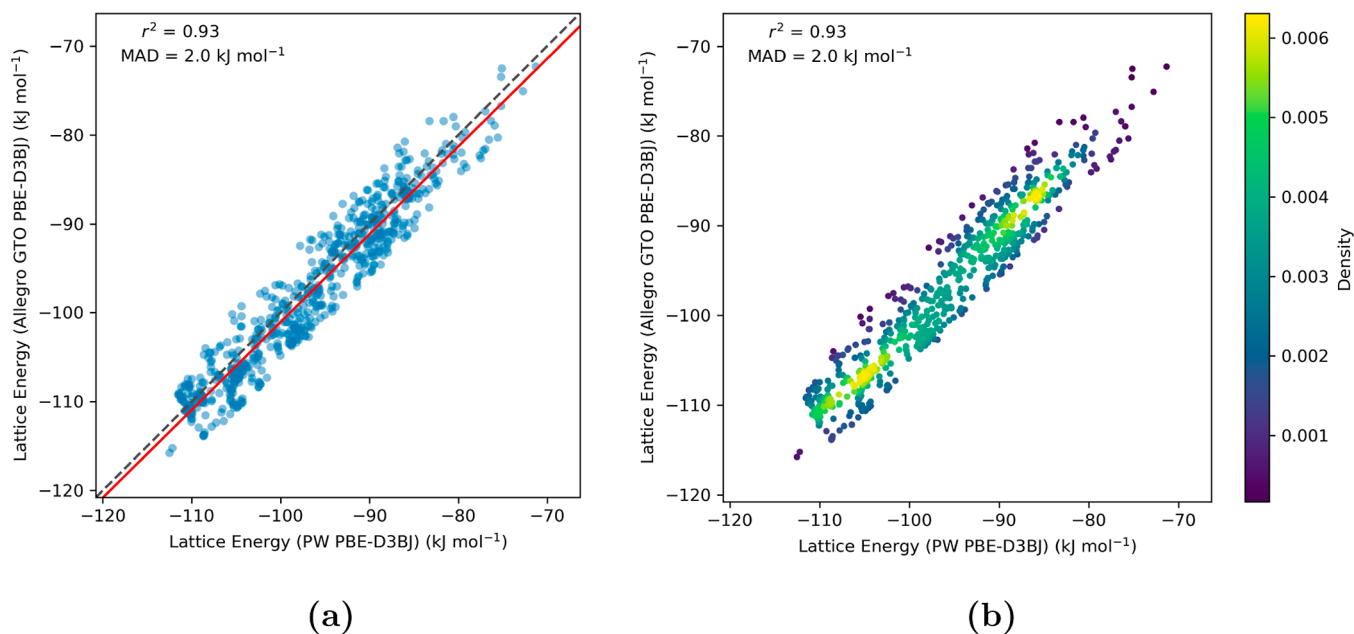 r² = 0.93
MAD = 2.0 kJ mol⁻¹
−70
−80
−90
−100
−110
−120
−120 −110 −100 −90 −80 −70
Lattice Energy (PW PBE-D3BJ) (kJ mol⁻¹)
Lattice Energy (Allegro GTO PBE-D3BJ) (kJ mol⁻¹)
(a)
r² = 0.93
MAD = 2.0 kJ mol⁻¹
−70
−80
−90
−100
−110
−120
−120 −110 −100 −90 −80 −70
Lattice Energy (PW PBE-D3BJ) (kJ mol⁻¹)
Lattice Energy (Allegro GTO PBE-D3BJ) (kJ mol⁻¹)
0.006
0.005
0.004
0.003
0.002
0.001
Density
(b)